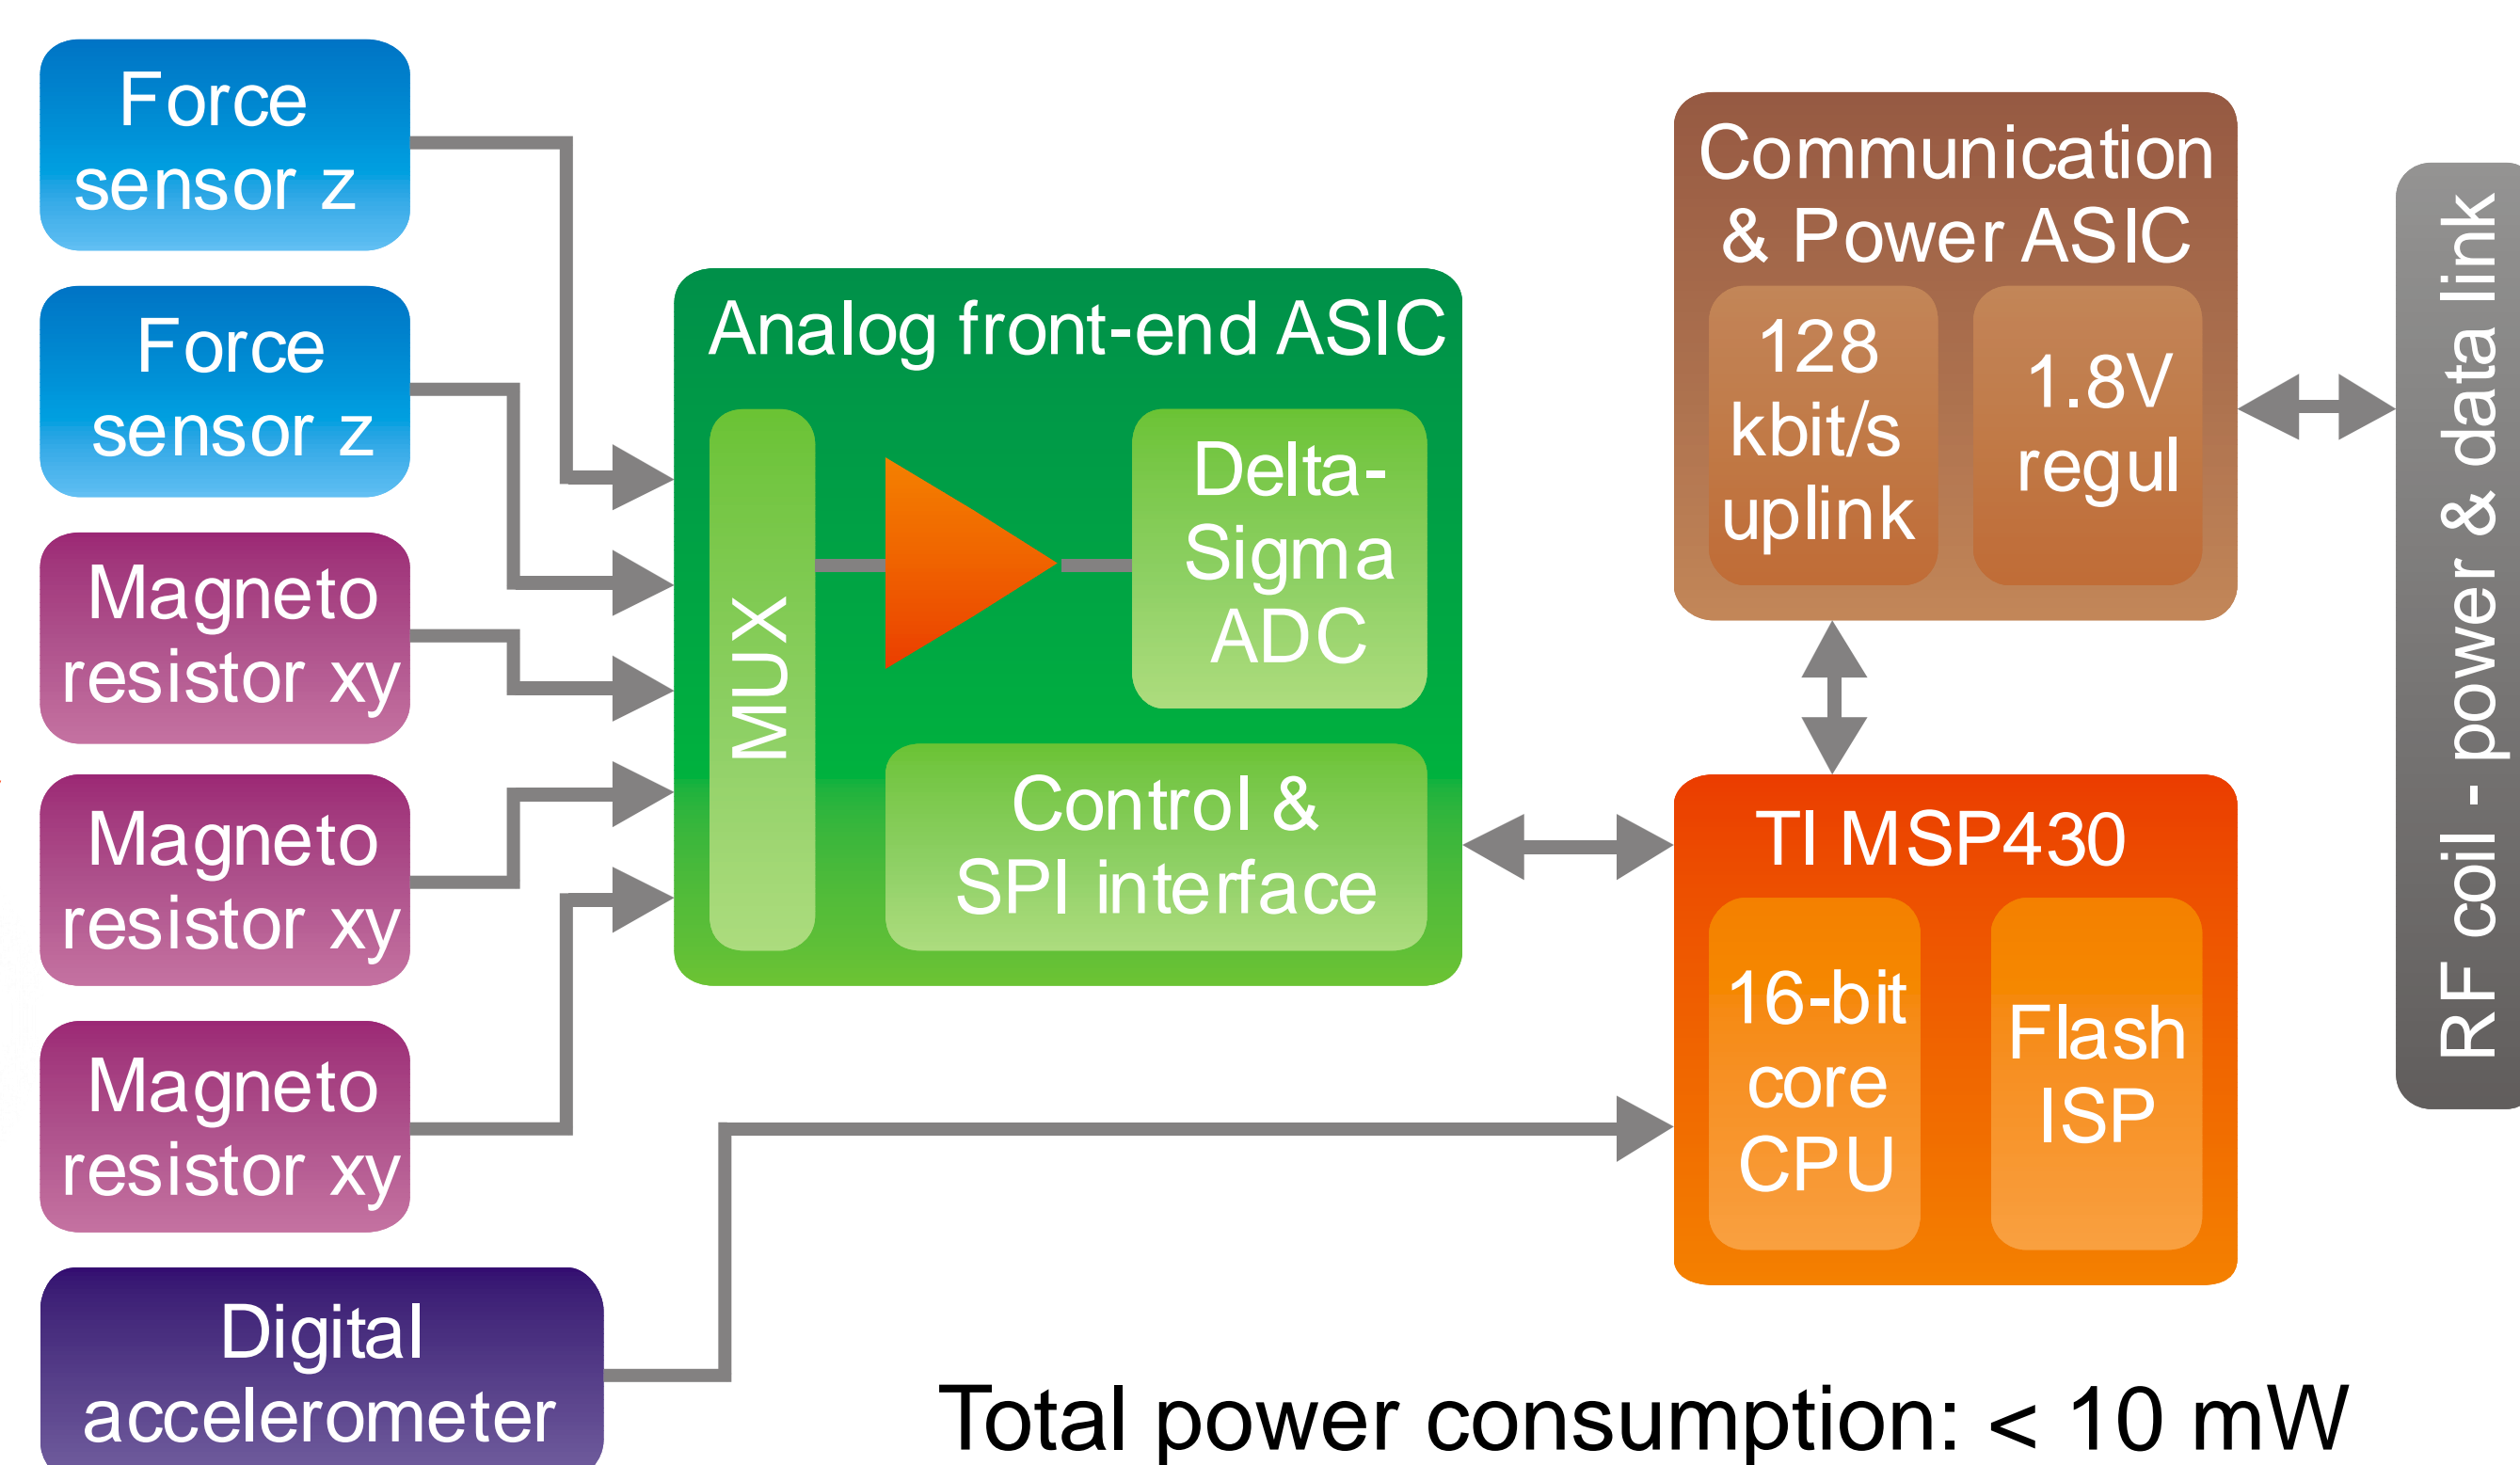 Force
sensor z
Force
sensor z
Magneto
resistor xy
Magneto
resistor xy
Magneto
resistor xy
Digital
accelerometer
Analog front-end ASIC
MUX
Delta-
Sigma
ADC
Control &
SPI interface
Communication
& Power ASIC
128
kbit/s
uplink
1.8V
regul
TI MSP430
16-bit
core
CPU
Flash
ISP
RF coil - power & data link
Total power consumption: < 10 mW